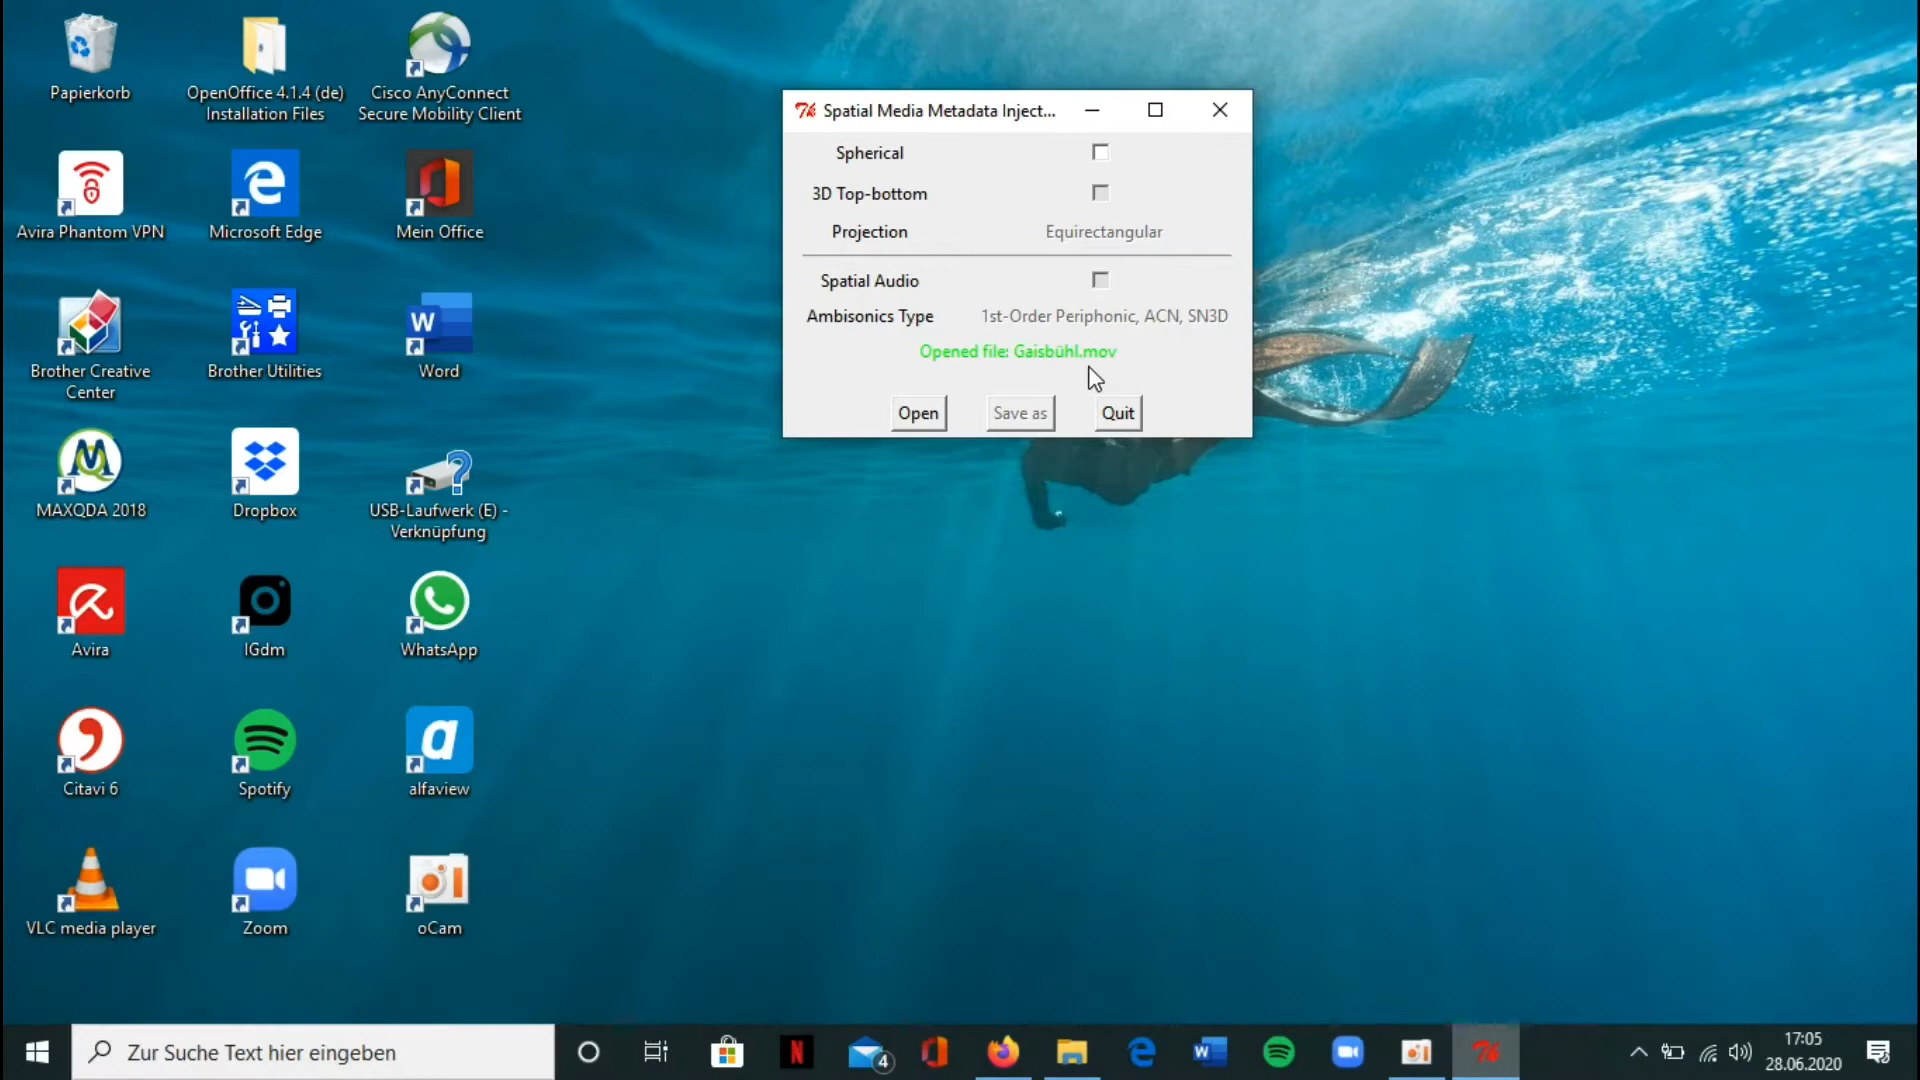 Papierkorb
OpenOffice 4.1.4 (de)
Installation Files
Cisco AnyConnect
Secure Mobility Client
Avira Phantom VPN
Microsoft Edge
Mein Office
Brother Creative
Center
Brother Utilities
Word
MAXQDA 2018
Dropbox
USB-Laufwerk (E) -
Verknüpfung
Avira
IGdm
WhatsApp
Citavi 6
Spotify
alfaview
VLC media player
Zoom
oCam
Spatial Media Metadata Inject...
Spherical
3D Top-bottom
Projection Equirectangular
Spatial Audio
Ambisonics Type 1st-Order Periphonic, ACN, SN3D
Opened file: Gaisbühl.mov
Open Save as Quit
Zur Suche Text hier eingeben
4
17:05
28.06.2020